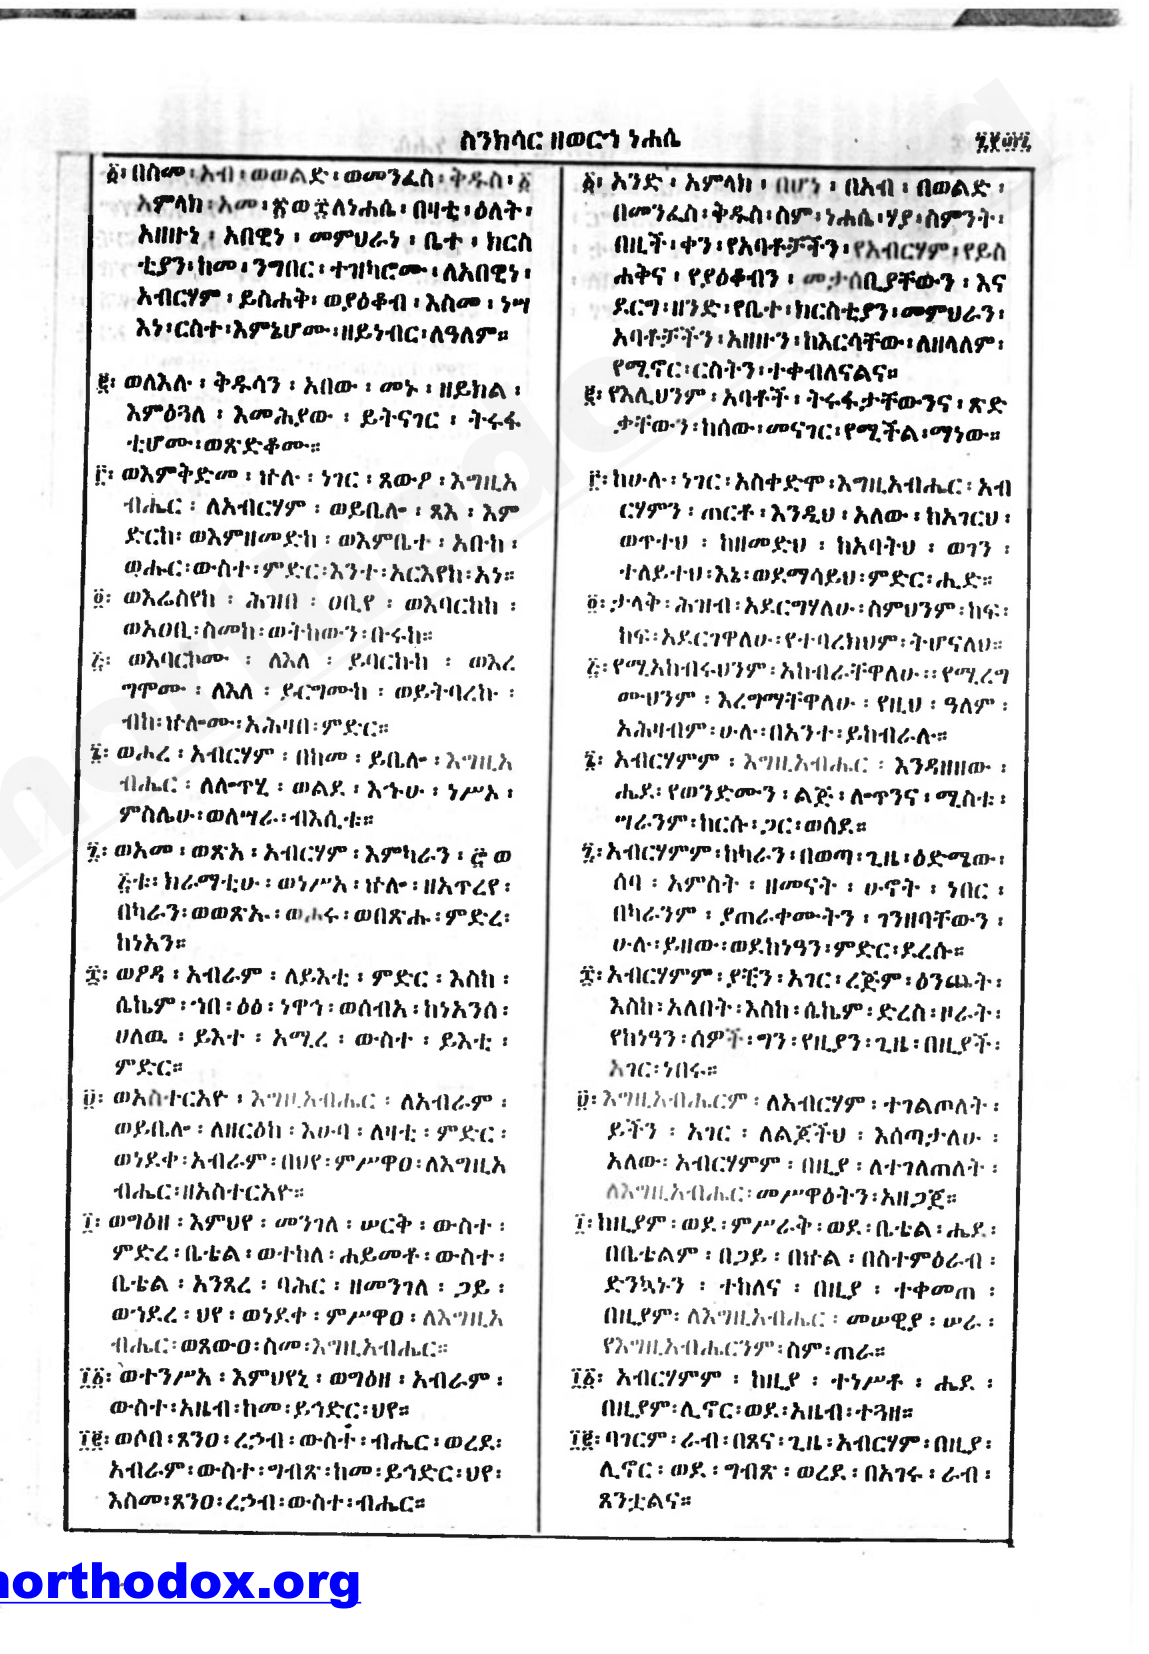 ስንክሳር ዘወርኀ ነሐሴ
፩፡ በስመ ፡ አብ ፡ ወወልድ ፡ ወመንፈስ ፡ ቅዱስ ፡ ፩
አምላክ ፡ አመ ፡ ፳ወ፰ለነሐሴ ፡ በዛቲ ፡ ዕለት ፡
አዘዙነ ፡ አበዊነ ፡ መምህራነ ፡ ቤተ ፡ ክርስ
ቲያን ፡ ከመ ፡ ንግበር ፡ ተዝካሮሙ ፡ ለአበዊነ ፡
አብርሃም ፡ ይስሐቅ ፡ ወያዕቆብ ፡ እስመ ፡ ነሣ
እነ ፡ ርስተ ፡ እምኔሆሙ ፡ ዘይነብር ፡ ለዓለም ።
፪፡ ወለእሉ ፡ ቅዱሳን ፡ አበው ፡ መኑ ፡ ዘይክል ፡
እምዕጓለ ፡ እመሕያው ፡ ይትናገር ፡ ትሩፋ
ቲሆሙ ፡ ወጽድቆሙ ።
፫፡ ወእምቅድመ ፡ ኵሉ ፡ ነገር ፡ ጸውዖ ፡ እግዚአ
ብሔር ፡ ለአብርሃም ፡ ወይቤሎ ፡ ጻእ ፡ እም
ድርከ ፡ ወእምዘመድከ ፡ ወእምቤተ ፡ አቡከ ፡
ወሑር ፡ ውስተ ፡ ምድር ፡ እንተ ፡ አርእየከ ፡ አነ ።
፬፡ ወእሬስየከ ፡ ሕዝበ ፡ ዐቢየ ፡ ወእባርከከ ፡
ወአዐቢ ፡ ስመከ ፡ ወትከውን ፡ ቡሩከ ።
፭፡ ወእባርኮሙ ፡ ለእለ ፡ ይባርኩከ ፡ ወእረ
ግሞሙ ፡ ለእለ ፡ ይርግሙከ ፡ ወይትባረኩ ፡
ብከ ፡ ኵሎሙ ፡ አሕዛበ ፡ ምድር ።
፮፡ ወሖረ ፡ አብርሃም ፡ በከመ ፡ ይቤሎ ፡ እግዚአ
ብሔር ፡ ለሎጥሂ ፡ ወልደ ፡ እኁሁ ፡ ነሥአ ፡
ምስሌሁ ፡ ወለሣራ ፡ ብእሲቱ ።
፯፡ ወአመ ፡ ወጽአ ፡ አብርሃም ፡ እምካራን ፡ ፸ ወ
፭ቱ ፡ ክራማቲሁ ፡ ወነሥአ ፡ ኵሎ ፡ ዘአጥረየ ፡
በካራን ፡ ወወጽኡ ፡ ወሖሩ ፡ ወበጽሑ ፡ ምድረ ፡
ከነአን ።
፰፡ ወዖዳ ፡ አብራም ፡ ለይእቲ ፡ ምድር ፡ እስከ ፡
ሴኬም ፡ ኀበ ፡ ዕፅ ፡ ነዋኅ ፡ ወሰብአ ፡ ከነአንሰ ፡
ሀለዉ ፡ ይእተ ፡ አሚረ ፡ ውስተ ፡ ይእቲ ፡
ምድር ።
፱፡ ወአስተርአዮ ፡ እግዚአብሔር ፡ ለአብራም ፡
ወይቤሎ ፡ ለዘርዕከ ፡ እሁባ ፡ ለዛቲ ፡ ምድር ፡
ወነደቀ ፡ አብራም ፡ በህየ ፡ ምሥዋዐ ፡ ለእግዚአ
ብሔር ፡ ዘአስተርአዮ ።
፲፡ ወግዕዘ ፡ እምህየ ፡ መንገለ ፡ ሠርቅ ፡ ውስተ ፡
ምድረ ፡ ቤቴል ፡ ወተከለ ፡ ሐይመቶ ፡ ውስተ ፡
ቤቴል ፡ አንጻረ ፡ ባሕር ፡ ዘመንገለ ፡ ጋይ ፡
ወኀደረ ፡ ህየ ፡ ወነደቀ ፡ ምሥዋዐ ፡ ለእግዚአ
ብሔር ፡ ወጸውዐ ፡ ስመ ፡ እግዚአብሔር ።
፲፩፡ ወተንሥአ ፡ እምህየኒ ፡ ወግዕዘ ፡ አብራም ፡
ውስተ ፡ አዜብ ፡ ከመ ፡ ይኅድር ፡ ህየ ።
፲፪፡ ወሶበ ፡ ጸንዐ ፡ ረኃብ ፡ ውስተ ፡ ብሔር ፡ ወረደ ፡
አብራም ፡ ውስተ ፡ ግብጽ ፡ ከመ ፡ ይኅድር ፡ ህየ ፡
እስመ ፡ ጸንዐ ፡ ረኃብ ፡ ውስተ ፡ ብሔር ።
፩፡ አንድ ፡ አምላክ ፡ በሆነ ፡ በአብ ፡ በወልድ ፡
በመንፈስ ፡ ቅዱስ ፡ ስም ፡ ነሐሴ ፡ ሃያ ፡ ስምንት ፡
በዚች ፡ ቀን ፡ የአባቶቻችን ፡ የአብርሃም ፡ የይስ
ሐቅና ፡ የያዕቆብን ፡ መታሰቢያቸውን ፡ እና
ደርግ ፡ ዘንድ ፡ የቤተ ፡ ክርስቲያን ፡ መምህራን ፡
አባቶቻችን ፡ አዘዙን ፡ ከእርሳቸው ፡ ለዘላለም ፡
የሚኖር ፡ ርስትን ፡ ተቀብለናልና ።
፪፡ የእሊህንም ፡ አባቶች ፡ ትሩፋታቸውንና ፡ ጽድ
ቃቸውን ፡ ከሰው ፡ መናገር ፡ የሚችል ፡ ማነው ።
፫፡ ከሁሉ ፡ ነገር ፡ አስቀድሞ ፡ እግዚአብሔር ፡ አብ
ርሃምን ፡ ጠርቶ ፡ እንዲህ ፡ አለው ፡ ከአገርህ ፡
ወጥተህ ፡ ከዘመድህ ፡ ከአባትህ ፡ ወገን ፡
ተለይተህ ፡ እኔ ፡ ወደማሳይህ ፡ ምድር ፡ ሒድ ።
፬፡ ታላቅ ፡ ሕዝብ ፡ አደርግሃለሁ ፡ ስምህንም ፡ ከፍ ፡
ከፍ ፡ አደርገዋለሁ ፡ የተባረክህም ፡ ትሆናለህ ።
፭፡ የሚአከብሩህንም ፡ አከብራቸዋለሁ ፡፡ የሚረግ
ሙህንም ፡ እረግማቸዋለሁ ፡ የዚህ ፡ ዓለም ፡
አሕዛብም ፡ ሁሉ ፡ በአንተ ፡ ይከብራሉ ።
፮፡ አብርሃምም ፡ እግዚአብሔር ፡ እንዳዘዘው ፡
ሔደ ፡ የወንድሙን ፡ ልጅ ፡ ሎጥንና ፡ ሚስቱ ፡
ሣራንም ፡ ከርሱ ፡ ጋር ፡ ወሰደ ።
፯፡ አብርሃምም ፡ ከካራን ፡ በወጣ ፡ ጊዜ ፡ ዕድሜው ፡
ሰባ ፡ አምስት ፡ ዘመናት ፡ ሁኖት ፡ ነበር ፡
በካራንም ፡ ያጠራቀሙትን ፡ ገንዘባቸውን ፡
ሁሉ ፡ ይዘው ፡ ወደከነዓን ፡ ምድር ፡ ደረሱ ።
፰፡ አብርሃምም ፡ ያቺን ፡ አገር ፡ ረጅም ፡ ዕንጨት ፡
እስከ ፡ አለበት ፡ እስከ ፡ ሴኬም ፡ ድረስ ፡ ዞራት ፡
የከነዓን ፡ ሰዎች ፡ ግን ፡ የዚያን ፡ ጊዜ ፡ በዚያች ፡
አገር ፡ ነበሩ ።
፱፡ እግዚአብሔርም ፡ ለአብርሃም ፡ ተገልጦለት ፡
ይችን ፡ አገር ፡ ለልጆችህ ፡ እሰጣታለሁ ፡
አለው ፡ አብርሃምም ፡ በዚያ ፡ ለተገለጠለት ፡
ለእግዚአብሔር ፡ መሥዋዕትን ፡ አዘጋጀ ።
፲፡ ከዚያም ፡ ወደ ፡ ምሥራቅ ፡ ወደ ፡ ቤቴል ፡ ሔደ ፡
በቤቴልም ፡ በጋይ ፡ በኵል ፡ በስተምዕራብ ፡
ድንኳኑን ፡ ተከለና ፡ በዚያ ፡ ተቀመጠ ፡
በዚያም ፡ ለእግዚአብሔር ፡ መሠዊያ ፡ ሠራ ፡
የእግዚአብሔርንም ፡ ስም ፡ ጠራ ።
፲፩፡ አብርሃምም ፡ ከዚያ ፡ ተነሥቶ ፡ ሔደ ፡
በዚያም ፡ ሊኖር ፡ ወደ ፡ አዜብ ፡ ተጓዘ ።
፲፪፡ ባገርም ፡ ራብ ፡ በጸና ፡ ጊዜ ፡ አብርሃም ፡ በዚያ ፡
ሊኖር ፡ ወደ ፡ ግብጽ ፡ ወረደ ፡ በአገሩ ፡ ራብ ፡
ጸንቷልና ።
northodox.org